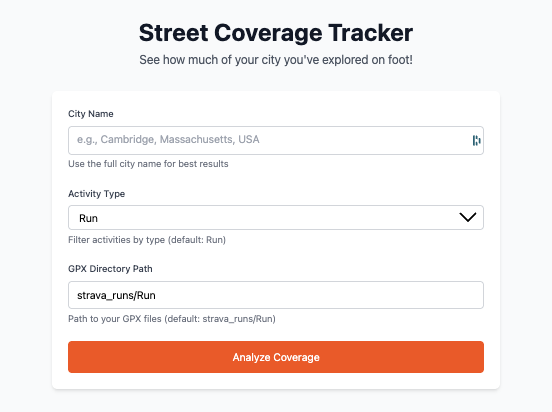 Street Coverage Tracker
See how much of your city you've explored on foot!
City Name
e.g., Cambridge, Massachusetts, USA
Use the full city name for best results
Activity Type
Run
Filter activities by type (default: Run)
GPX Directory Path
strava_runs/Run
Path to your GPX files (default: strava_runs/Run)
Analyze Coverage